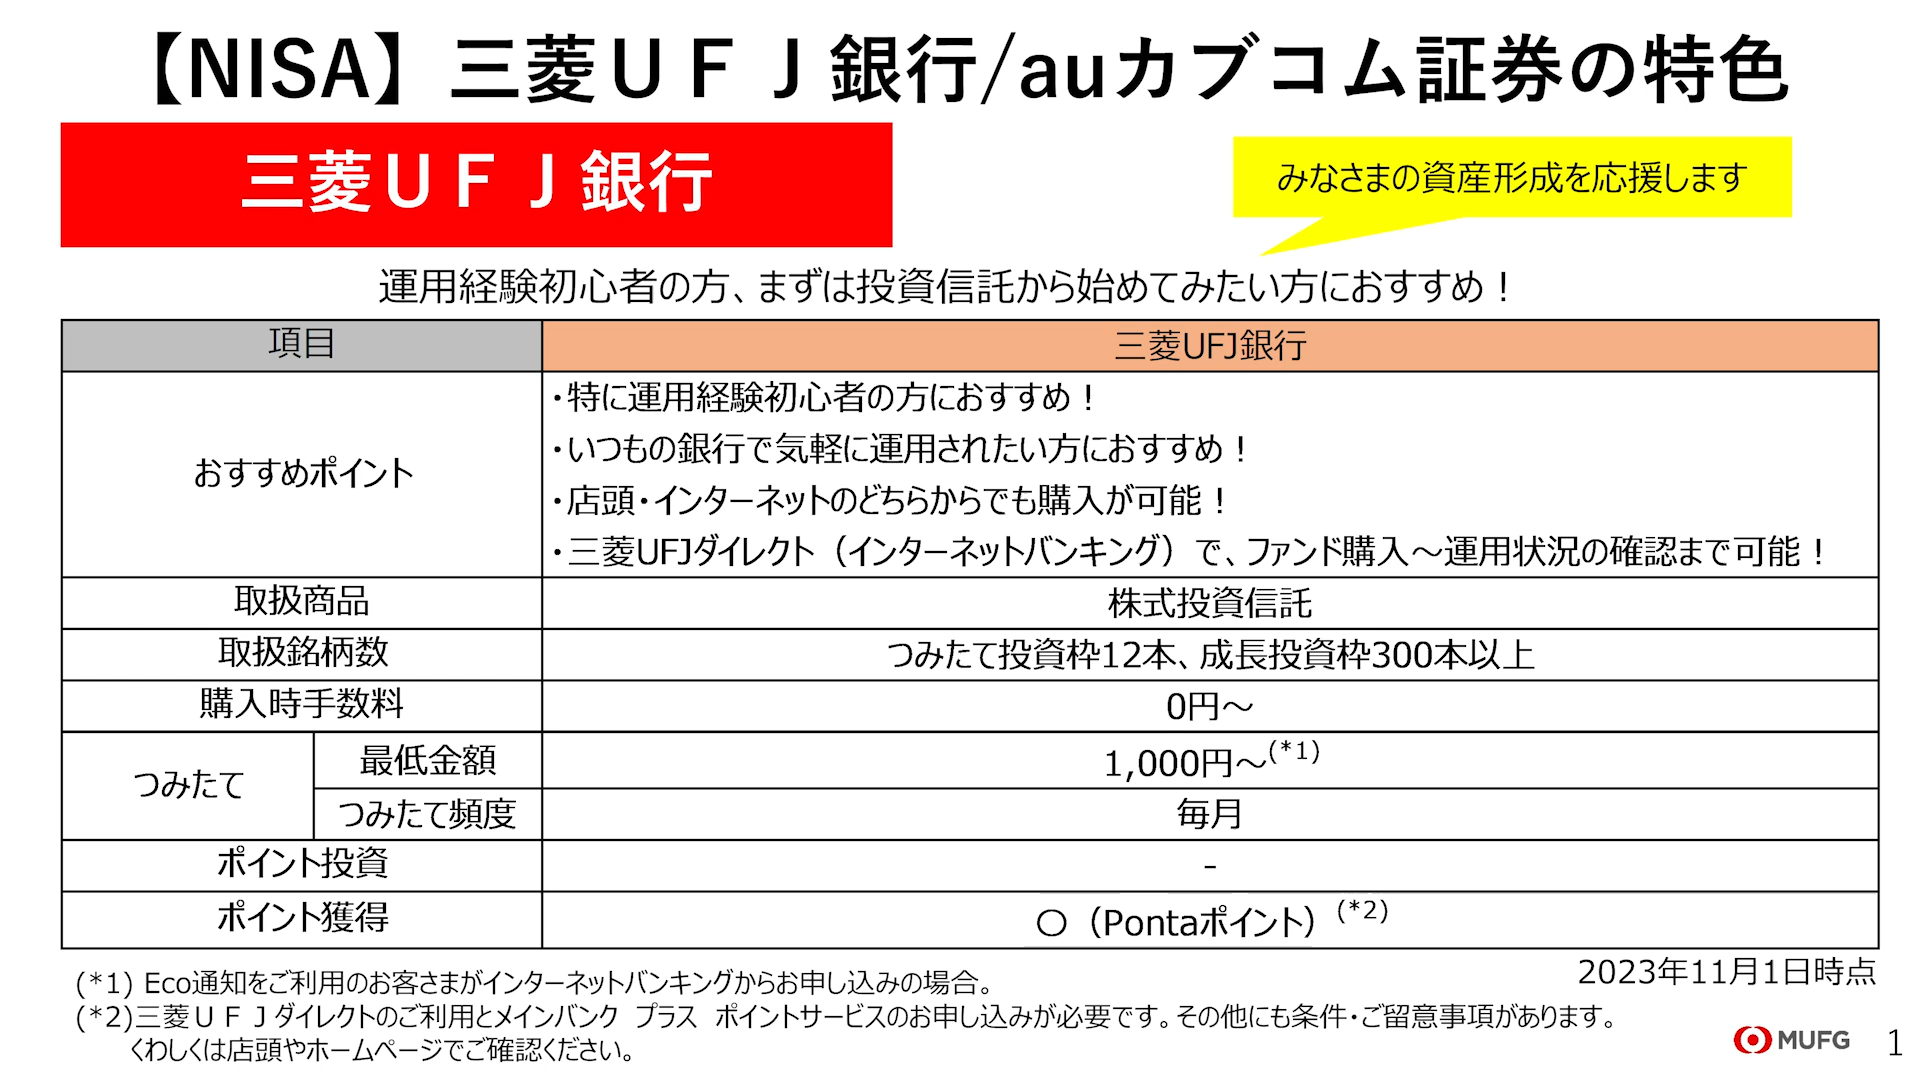 【NISA】三菱ＵＦＪ銀行/auカブコム証券の特色
三菱ＵＦＪ銀行
みなさまの資産形成を応援します
運用経験初心者の方、まずは投資信託から始めてみたい方におすすめ！
項目
三菱UFJ銀行
おすすめポイント
・特に運用経験初心者の方におすすめ！
・いつもの銀行で気軽に運用されたい方におすすめ！
・店頭・インターネットのどちらからでも購入が可能！
・三菱UFJダイレクト（インターネットバンキング）で、ファンド購入～運用状況の確認まで可能！
取扱商品
株式投資信託
取扱銘柄数
つみたて投資枠12本、成長投資枠300本以上
購入時手数料
0円～
つみたて
最低金額
1,000円～(*1)
つみたて頻度
毎月
ポイント投資
-
ポイント獲得
〇（Pontaポイント）(*2)
(*1) Eco通知をご利用のお客さまがインターネットバンキングからお申し込みの場合。
2023年11月1日時点
(*2)三菱ＵＦＪダイレクトのご利用とメインバンク プラス ポイントサービスのお申し込みが必要です。その他にも条件・ご留意事項があります。
くわしくは店頭やホームページでご確認ください。
MUFG
1